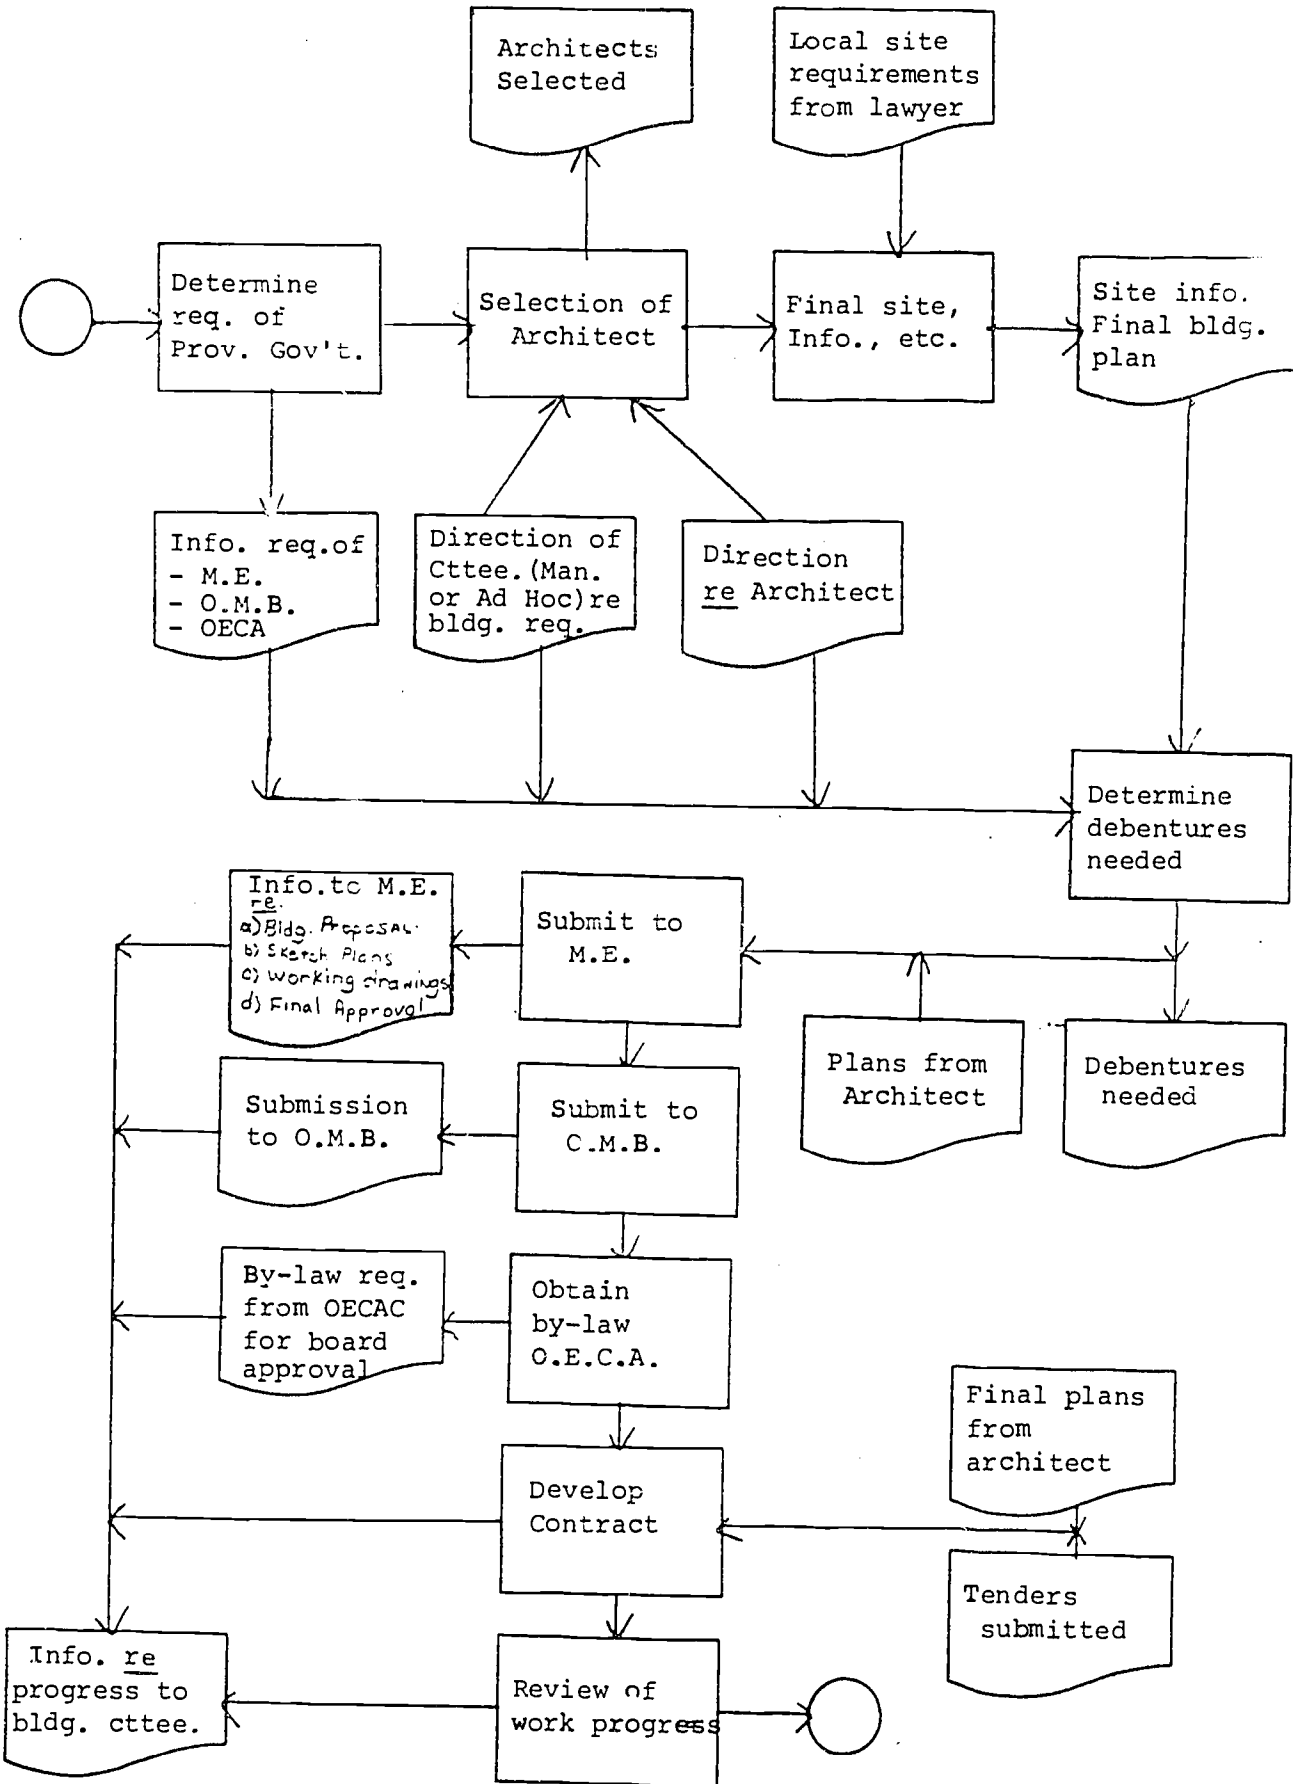 Architects
Selected
Local site
requirements
from lawyer
Determine
req. of
Prov. Gov't.
Selection of
Architect
Final site,
Info., etc.
Site info.
Final bldg.
plan
Info. req.of
- M.E.
- O.M.B.
- OECA
Direction of
Cttee.(Man.
or Ad Hoc)re
bldg. req.
Direction
re Architect
Determine
debentures
needed
Info.to M.E.
re.
a) Bldg. Proposal.
b) Sketch Plans
c) Working drawings
d) Final Approval
Submit to
M.E.
Plans from
Architect
Debentures
needed
Submission
to O.M.B.
Submit to
C.M.B.
By-law req.
from OECAC
for board
approval
Obtain
by-law
O.E.C.A.
Final plans
from
architect
Develop
Contract
Tenders
submitted
Info. re
progress to
bldg. cttee.
Review of
work progress